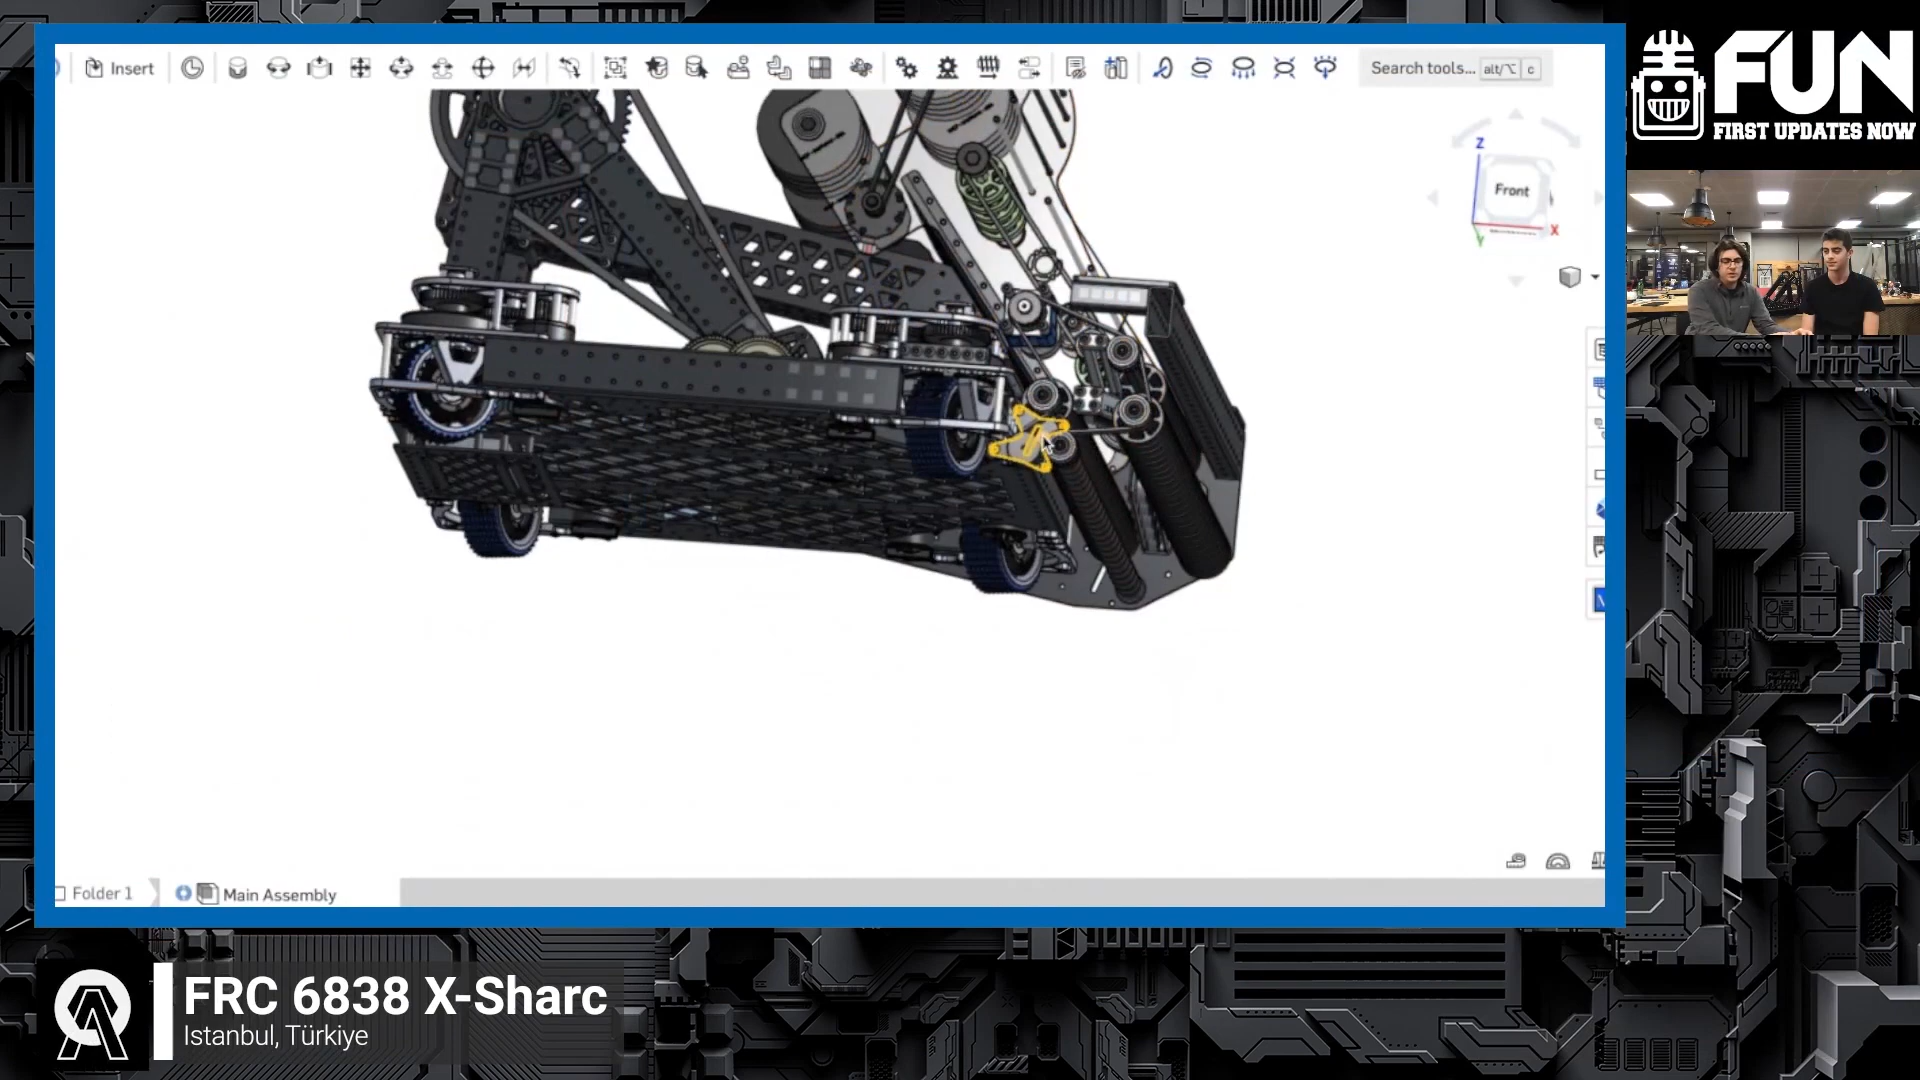 Insert
Search tools... alt/⌥ c
FUN
FIRST UPDATES NOW
Z
Front
X
Y
Folder 1
Main Assembly
FRC 6838 X-Sharc
Istanbul, Türkiye